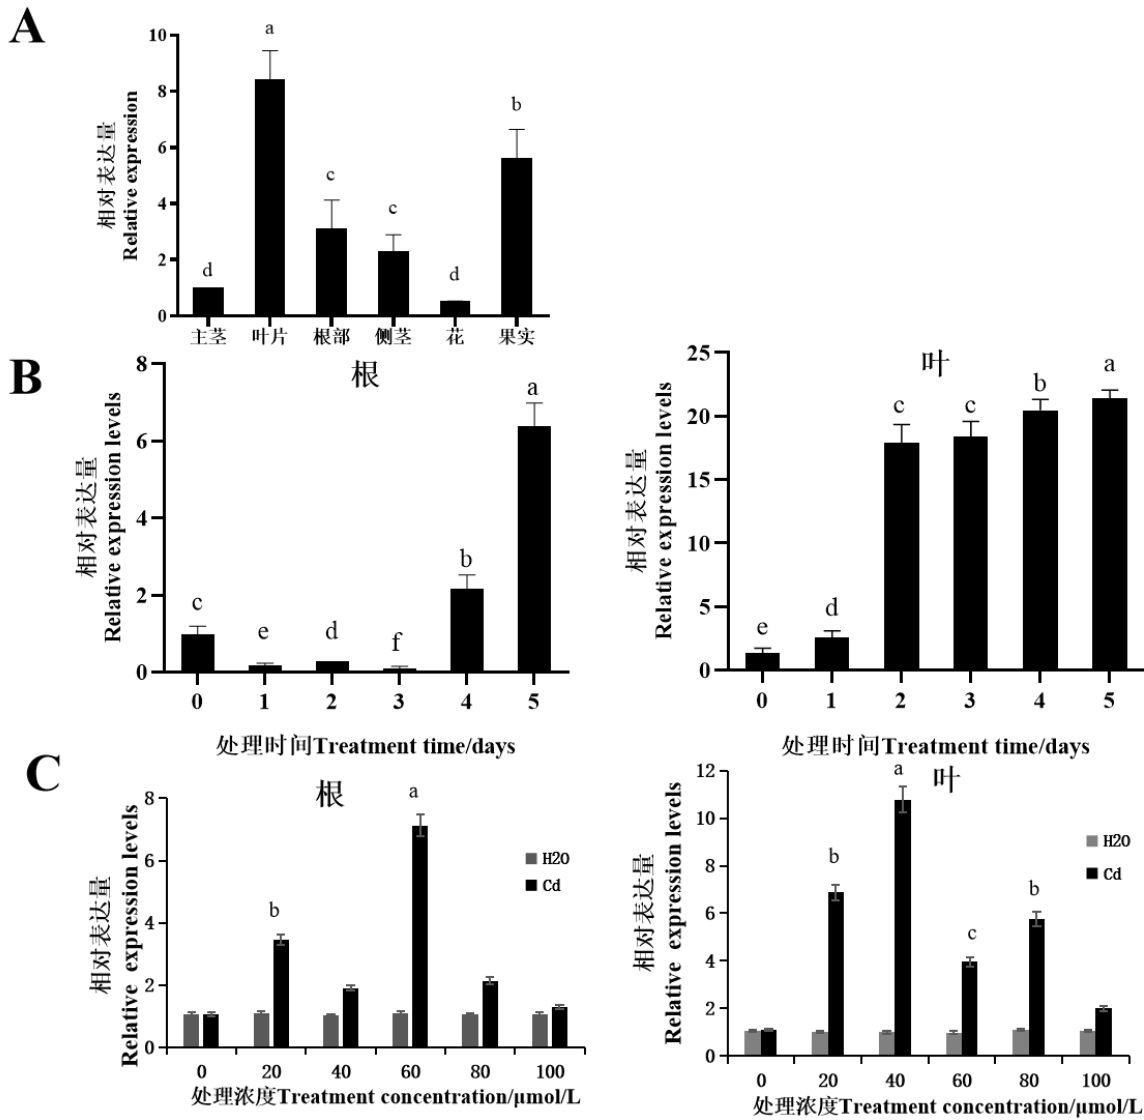 A
相对表达量
Relative expression
10
8
6
4
2
0
d
a
c
c
d
b
主茎
叶片
根部
侧茎
花
果实
B
根
相对表达量
Relative expression levels
8
6
4
2
0
c
e
d
f
b
a
0
1
2
3
4
5
处理时间Treatment time/days
叶
相对表达量
Relative expression levels
25
20
15
10
5
0
e
d
c
c
b
a
0
1
2
3
4
5
处理时间Treatment time/days
C
根
相对表达量
Relative expression levels
8
6
4
2
0
b
a
H2O
Cd
0
20
40
60
80
100
处理浓度Treatment concentration/μmol/L
叶
相对表达量
Relative expression levels
12
10
8
6
4
2
0
b
a
c
b
H2O
Cd
0
20
40
60
80
100
处理浓度Treatment concentration/μmol/L